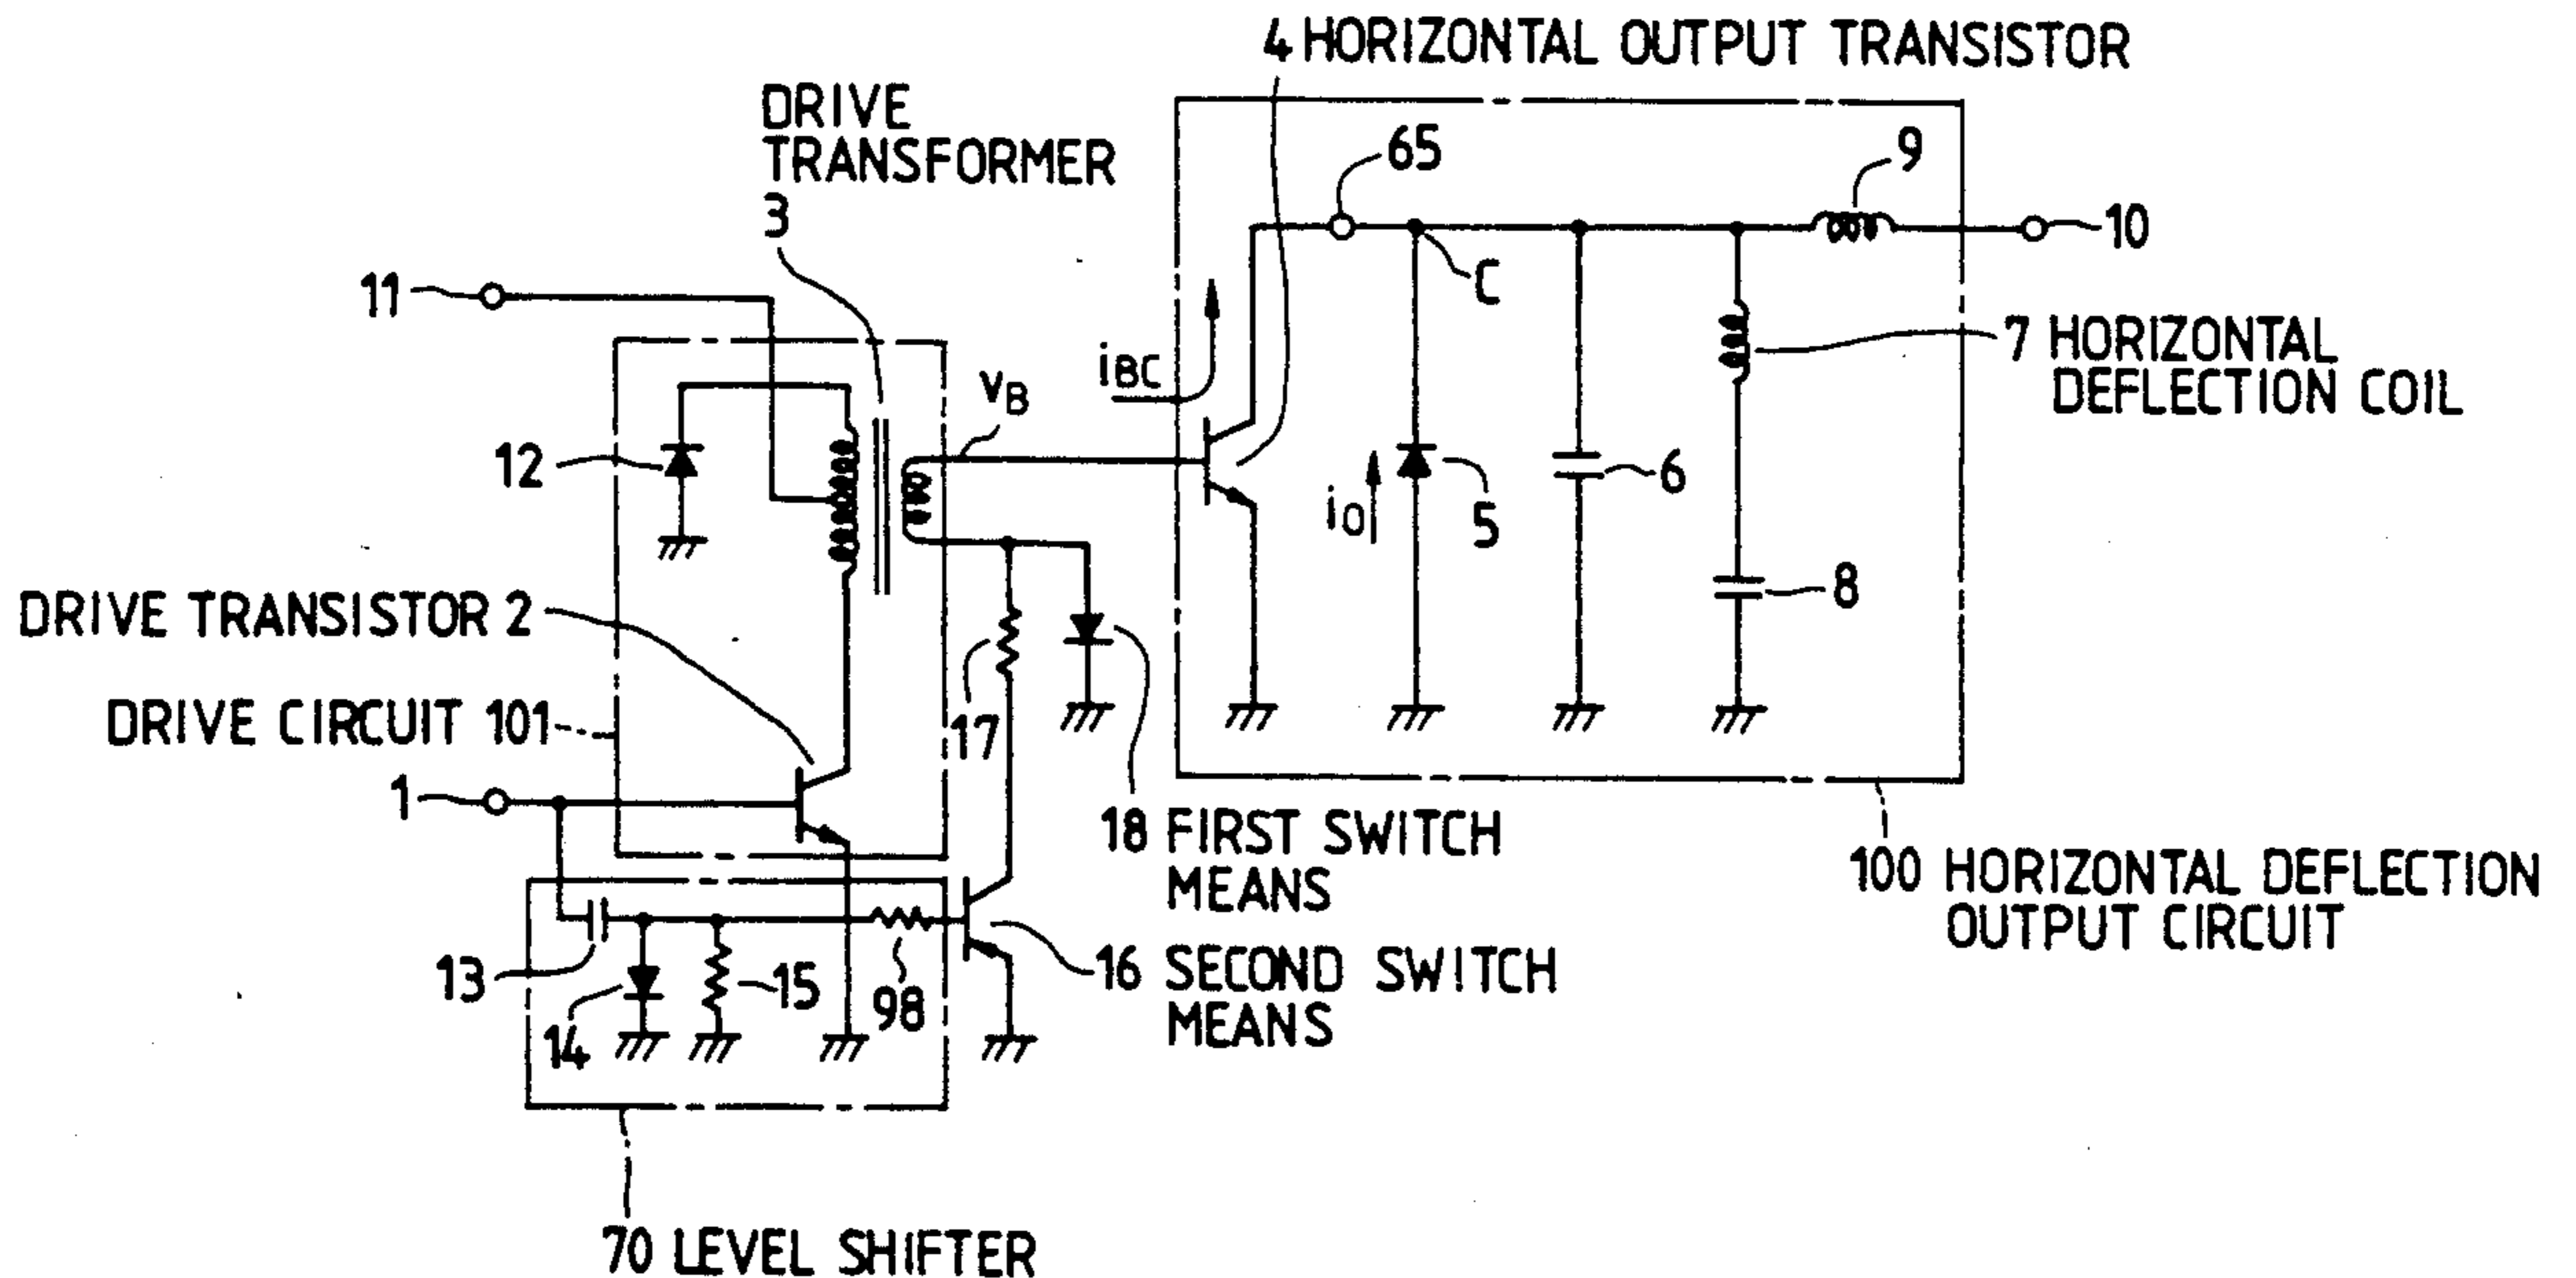 4 HORIZONTAL OUTPUT TRANSISTOR
DRIVE
TRANSFORMER
3
65
9
10
11
C
iBC
vB
7 HORIZONTAL
DEFLECTION COIL
12
iD
5
6
8
DRIVE TRANSISTOR 2
17
DRIVE CIRCUIT 101
1
18 FIRST SWITCH
MEANS
100 HORIZONTAL DEFLECTION
OUTPUT CIRCUIT
13
14
15
98
16 SECOND SWITCH
MEANS
70 LEVEL SHIFTER